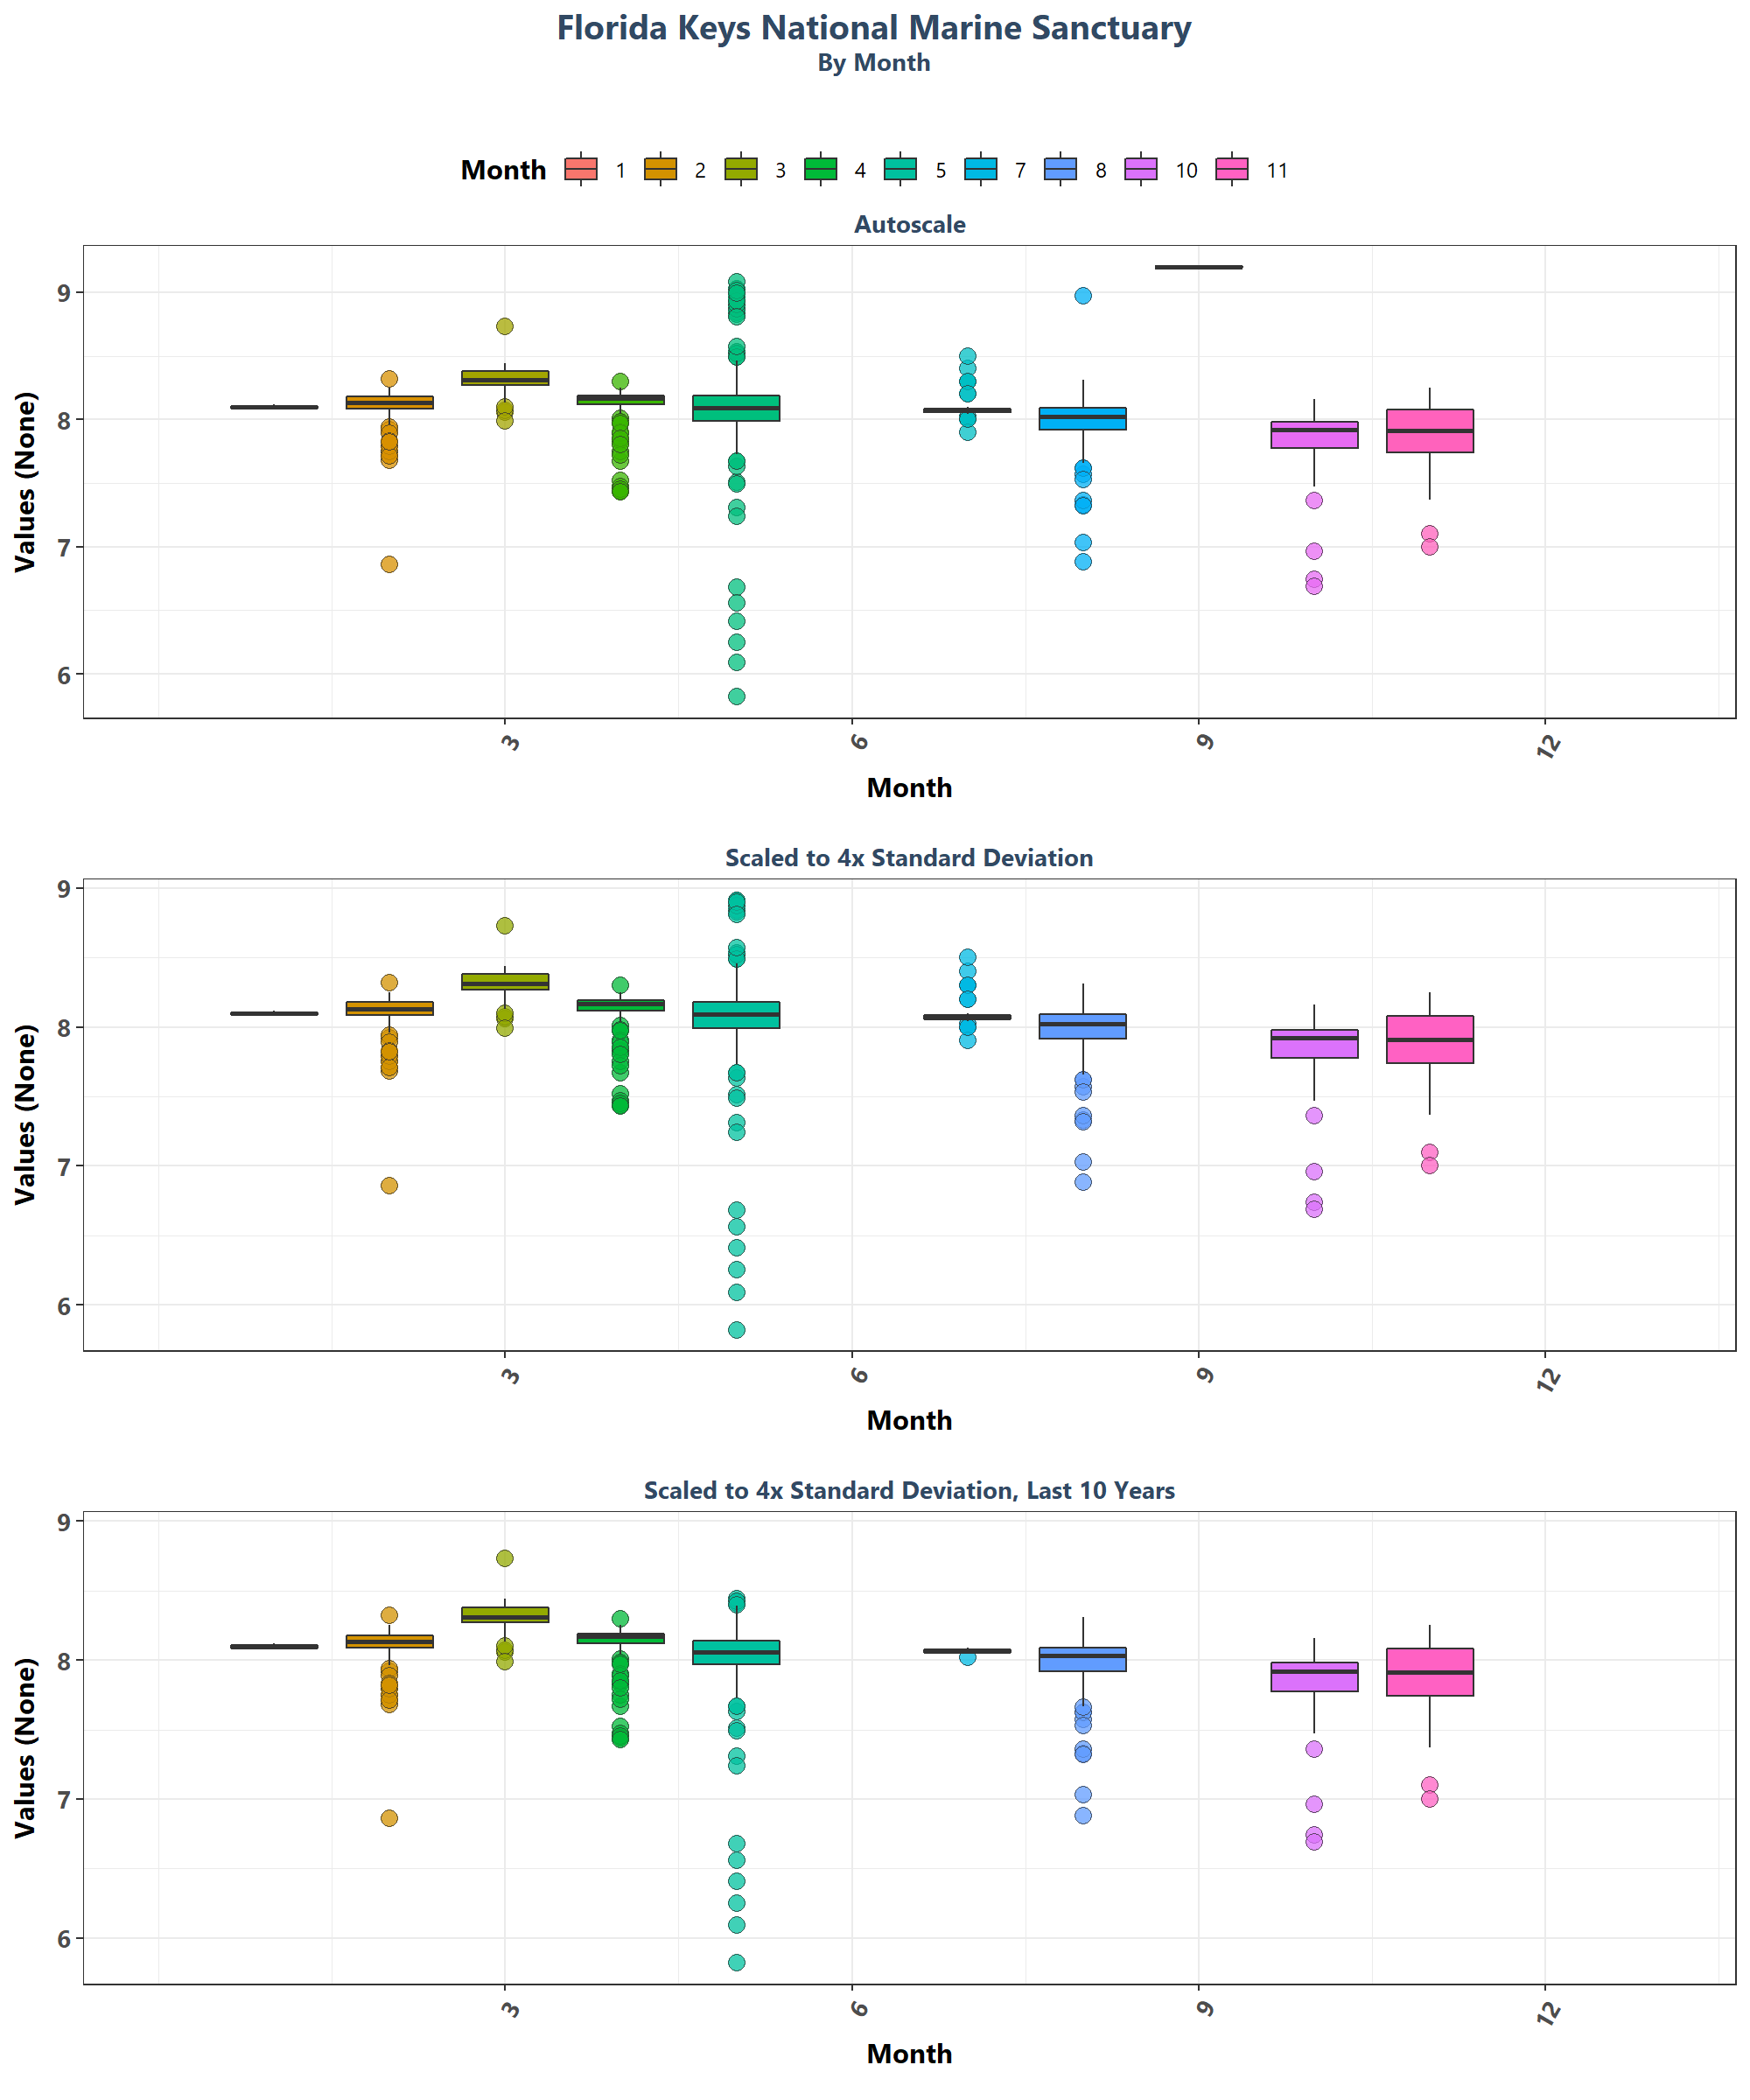 Florida Keys National Marine Sanctuary
By Month
Month 1 2 3 4 5 7 8 10 11
Autoscale
Values (None)
9
8
7
6
3 6 9 12
Month
Scaled to 4x Standard Deviation
Values (None)
9
8
7
6
3 6 9 12
Month
Scaled to 4x Standard Deviation, Last 10 Years
Values (None)
9
8
7
6
3 6 9 12
Month